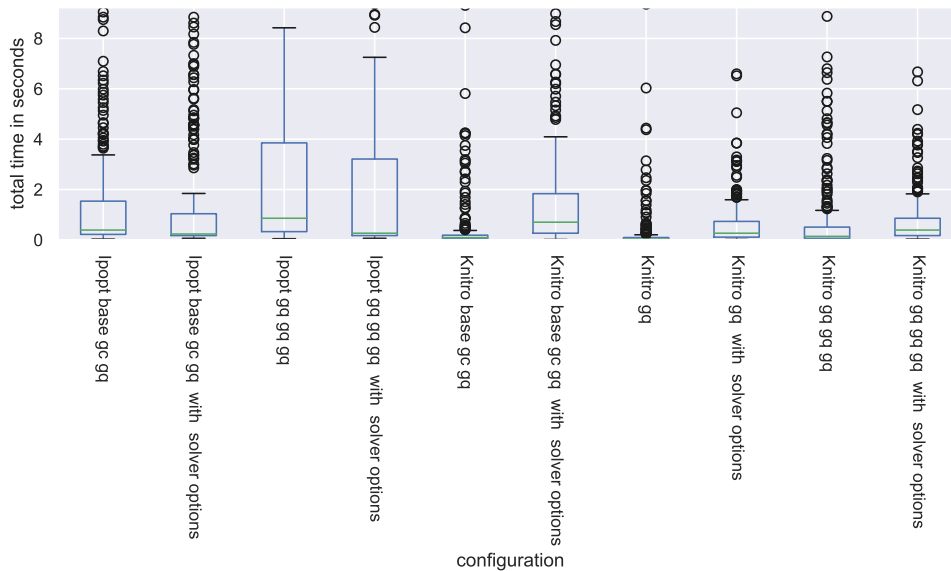 total time in seconds
8
6
4
2
0
Ipopt base gc gq
Ipopt base gc gq with solver options
Ipopt gq gq gq
Ipopt gq gq gq with solver options
Knitro base gc gq
Knitro base gc gq with solver options
Knitro gq
Knitro gq with solver options
Knitro gq gq gq
Knitro gq gq gq with solver options
configuration